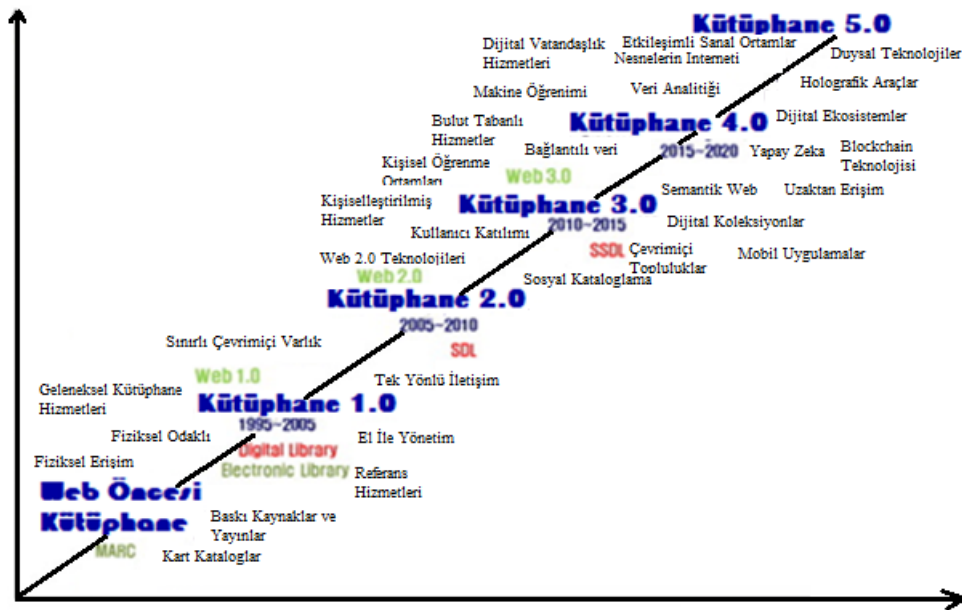 Kütüphane 5.0
Dijital Vatandaşlık
Hizmetleri
Etkileşimli Sanal Ortamlar
Nesnelerin Interneti
Duysal Teknolojiler
Makine Öğrenimi
Veri Analitiği
Holografik Araçlar
Bulut Tabanlı
Hizmetler
Kütüphane 4.0
2015~2020
Dijital Ekosistemler
Bağlantılı veri
Yapay Zeka
Blockchain
Teknolojisi
Kişisel Öğrenme
Ortamları
Web 3.0
Kütüphane 3.0
2010~2015
Semantik Web
Uzaktan Erişim
Kişiselleştirilmiş
Hizmetler
Kullanıcı Katılımı
Dijital Koleksiyonlar
SSDL
Çevrimiçi
Topluluklar
Mobil Uygulamalar
Web 2.0 Teknolojileri
Web 2.0
Sosyal Kataloglama
Kütüphane 2.0
2005~2010
SDL
Sınırlı Çevrimiçi Varlık
Tek Yönlü İletişim
Web 1.0
Geleneksel Kütüphane
Hizmetleri
Kütüphane 1.0
1995~2005
Fiziksel Odaklı
El İle Yönetim
Digital Library
Electronic Library
Referans
Hizmetleri
Fiziksel Erişim
Web Öncesi
Kütüphane
Baskı Kaynaklar ve
Yayınlar
MARC
Kart Kataloglar